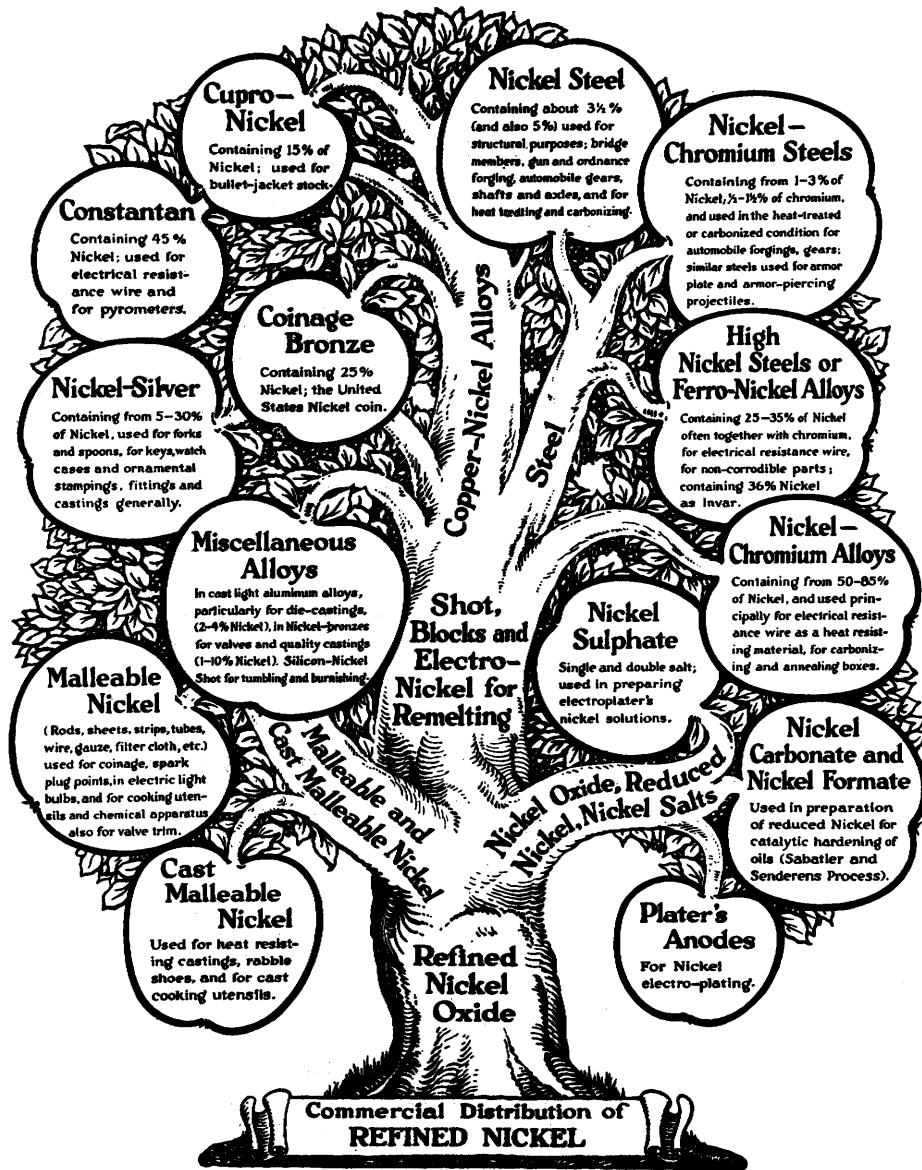 Cupro–
Nickel
Containing 15% of
Nickel; used for
bullet-jacket stock.
Nickel Steel
Containing about 3½ %
(and also 5%) used for
structural purposes; bridge
members, gun and ordnance
forging, automobile gears,
shafts and axles, and for
heat treating and carbonizing.
Nickel–
Chromium Steels
Containing from 1–3% of
Nickel, ½–1½% of chromium,
and used in the heat-treated
or carbonized condition for
automobile forgings, gears;
similar steels used for armor
plate and armor-piercing
projectiles.
Constantan
Containing 45%
Nickel; used for
electrical resist-
ance wire and
for pyrometers.
Coinage
Bronze
Containing 25%
Nickel; the United
States Nickel coin.
Copper-Nickel Alloys
Steel
High
Nickel Steels or
Ferro-Nickel Alloys
Containing 25–35% of Nickel
often together with chromium,
for electrical resistance wire,
for non-corrodible parts;
containing 36% Nickel
as Invar.
Nickel-Silver
Containing from 5–30%
of Nickel, used for forks
and spoons, for keys, watch
cases and ornamental
stampings, fittings and
castings generally.
Miscellaneous
Alloys
In cast light aluminum alloys,
particularly for die-castings,
(2-4% Nickel), in Nickel-bronzes
for valves and quality castings
(1-10% Nickel). Silicon-Nickel
Shot for tumbling and burnishing.
Shot,
Blocks and
Electro–
Nickel for
Remelting
Nickel
Sulphate
Single and double salt;
used in preparing
electroplater's
nickel solutions.
Nickel–
Chromium Alloys
Containing from 50–85%
of Nickel, and used prin-
cipally for electrical resist-
ance wire as a heat resist-
ing material, for carboniz-
ing and annealing boxes.
Malleable
Nickel
(Rods, sheets, strips, tubes,
wire, gauze, filter cloth, etc.)
used for coinage, spark
plug points, in electric light
bulbs, and for cooking uten-
sils and chemical apparatus
also for valve trim.
Malleable and
Cast Malleable Nickel
Nickel Oxide, Reduced
Nickel, Nickel Salts
Nickel
Carbonate and
Nickel Formate
Used in preparation
of reduced Nickel for
catalytic hardening of
oils (Sabatier and
Senderens Process).
Cast
Malleable
Nickel
Used for heat resist-
ing castings, rabble
shoes, and for cast
cooking utensils.
Plater's
Anodes
For Nickel
electro-plating.
Refined
Nickel
Oxide
Commercial Distribution of
REFINED NICKEL